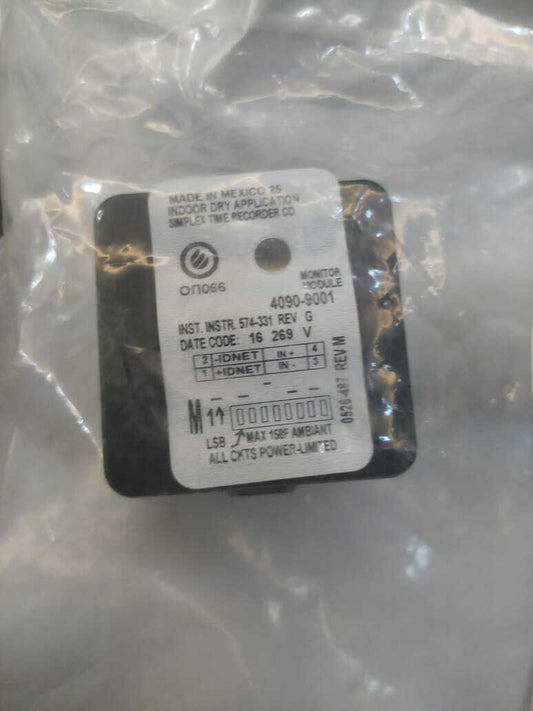 MADE IN MEXICO 25
INDOOR DRY APPLICATION
SIMPLEX TIME RECORDER CO.
ON066
MONITOR
MODULE
4090-9001
INST. INSTR. 574-331 REV G
DATE CODE: 16 269 V
2 -IDNET IN + 4
1 +IDNET IN - 3
M 1↑
LSB MAX 158F AMBIANT
ALL CKTS POWER-LIMITED
0526-487 REV M